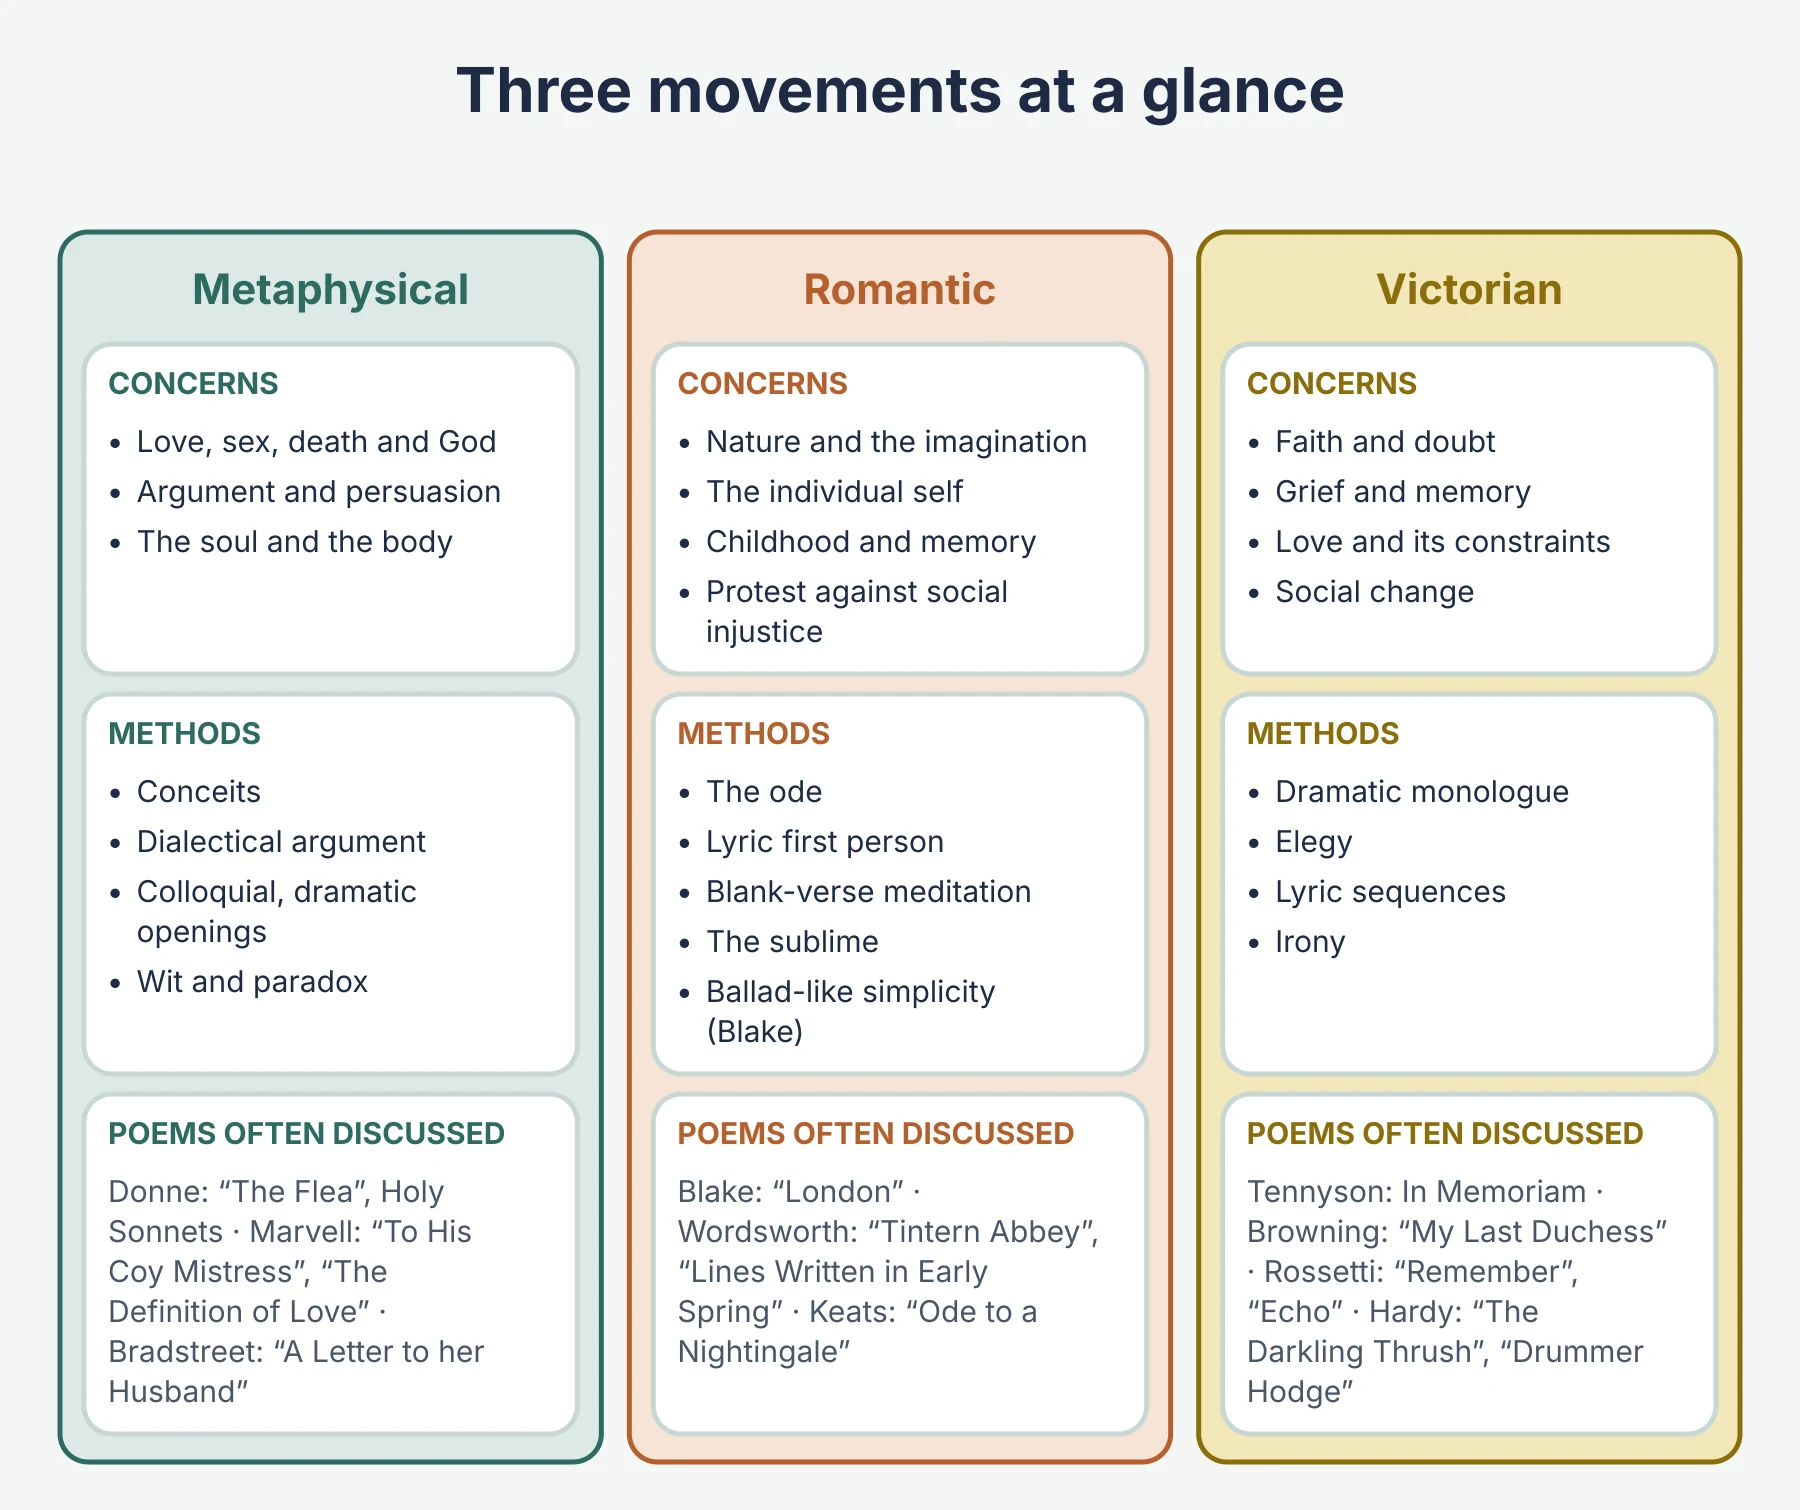 Three movements at a glance
Metaphysical
CONCERNS
• Love, sex, death and God
• Argument and persuasion
• The soul and the body
METHODS
• Conceits
• Dialectical argument
• Colloquial, dramatic
openings
• Wit and paradox
POEMS OFTEN DISCUSSED
Donne: “The Flea”, Holy
Sonnets · Marvell: “To His
Coy Mistress”, “The
Definition of Love” ·
Bradstreet: “A Letter to her
Husband”
Romantic
CONCERNS
• Nature and the imagination
• The individual self
• Childhood and memory
• Protest against social
injustice
METHODS
• The ode
• Lyric first person
• Blank-verse meditation
• The sublime
• Ballad-like simplicity
(Blake)
POEMS OFTEN DISCUSSED
Blake: “London” ·
Wordsworth: “Tintern Abbey”,
“Lines Written in Early
Spring” · Keats: “Ode to a
Nightingale”
Victorian
CONCERNS
• Faith and doubt
• Grief and memory
• Love and its constraints
• Social change
METHODS
• Dramatic monologue
• Elegy
• Lyric sequences
• Irony
POEMS OFTEN DISCUSSED
Tennyson: In Memoriam ·
Browning: “My Last Duchess”
· Rossetti: “Remember”,
“Echo” · Hardy: “The
Darkling Thrush”, “Drummer
Hodge”